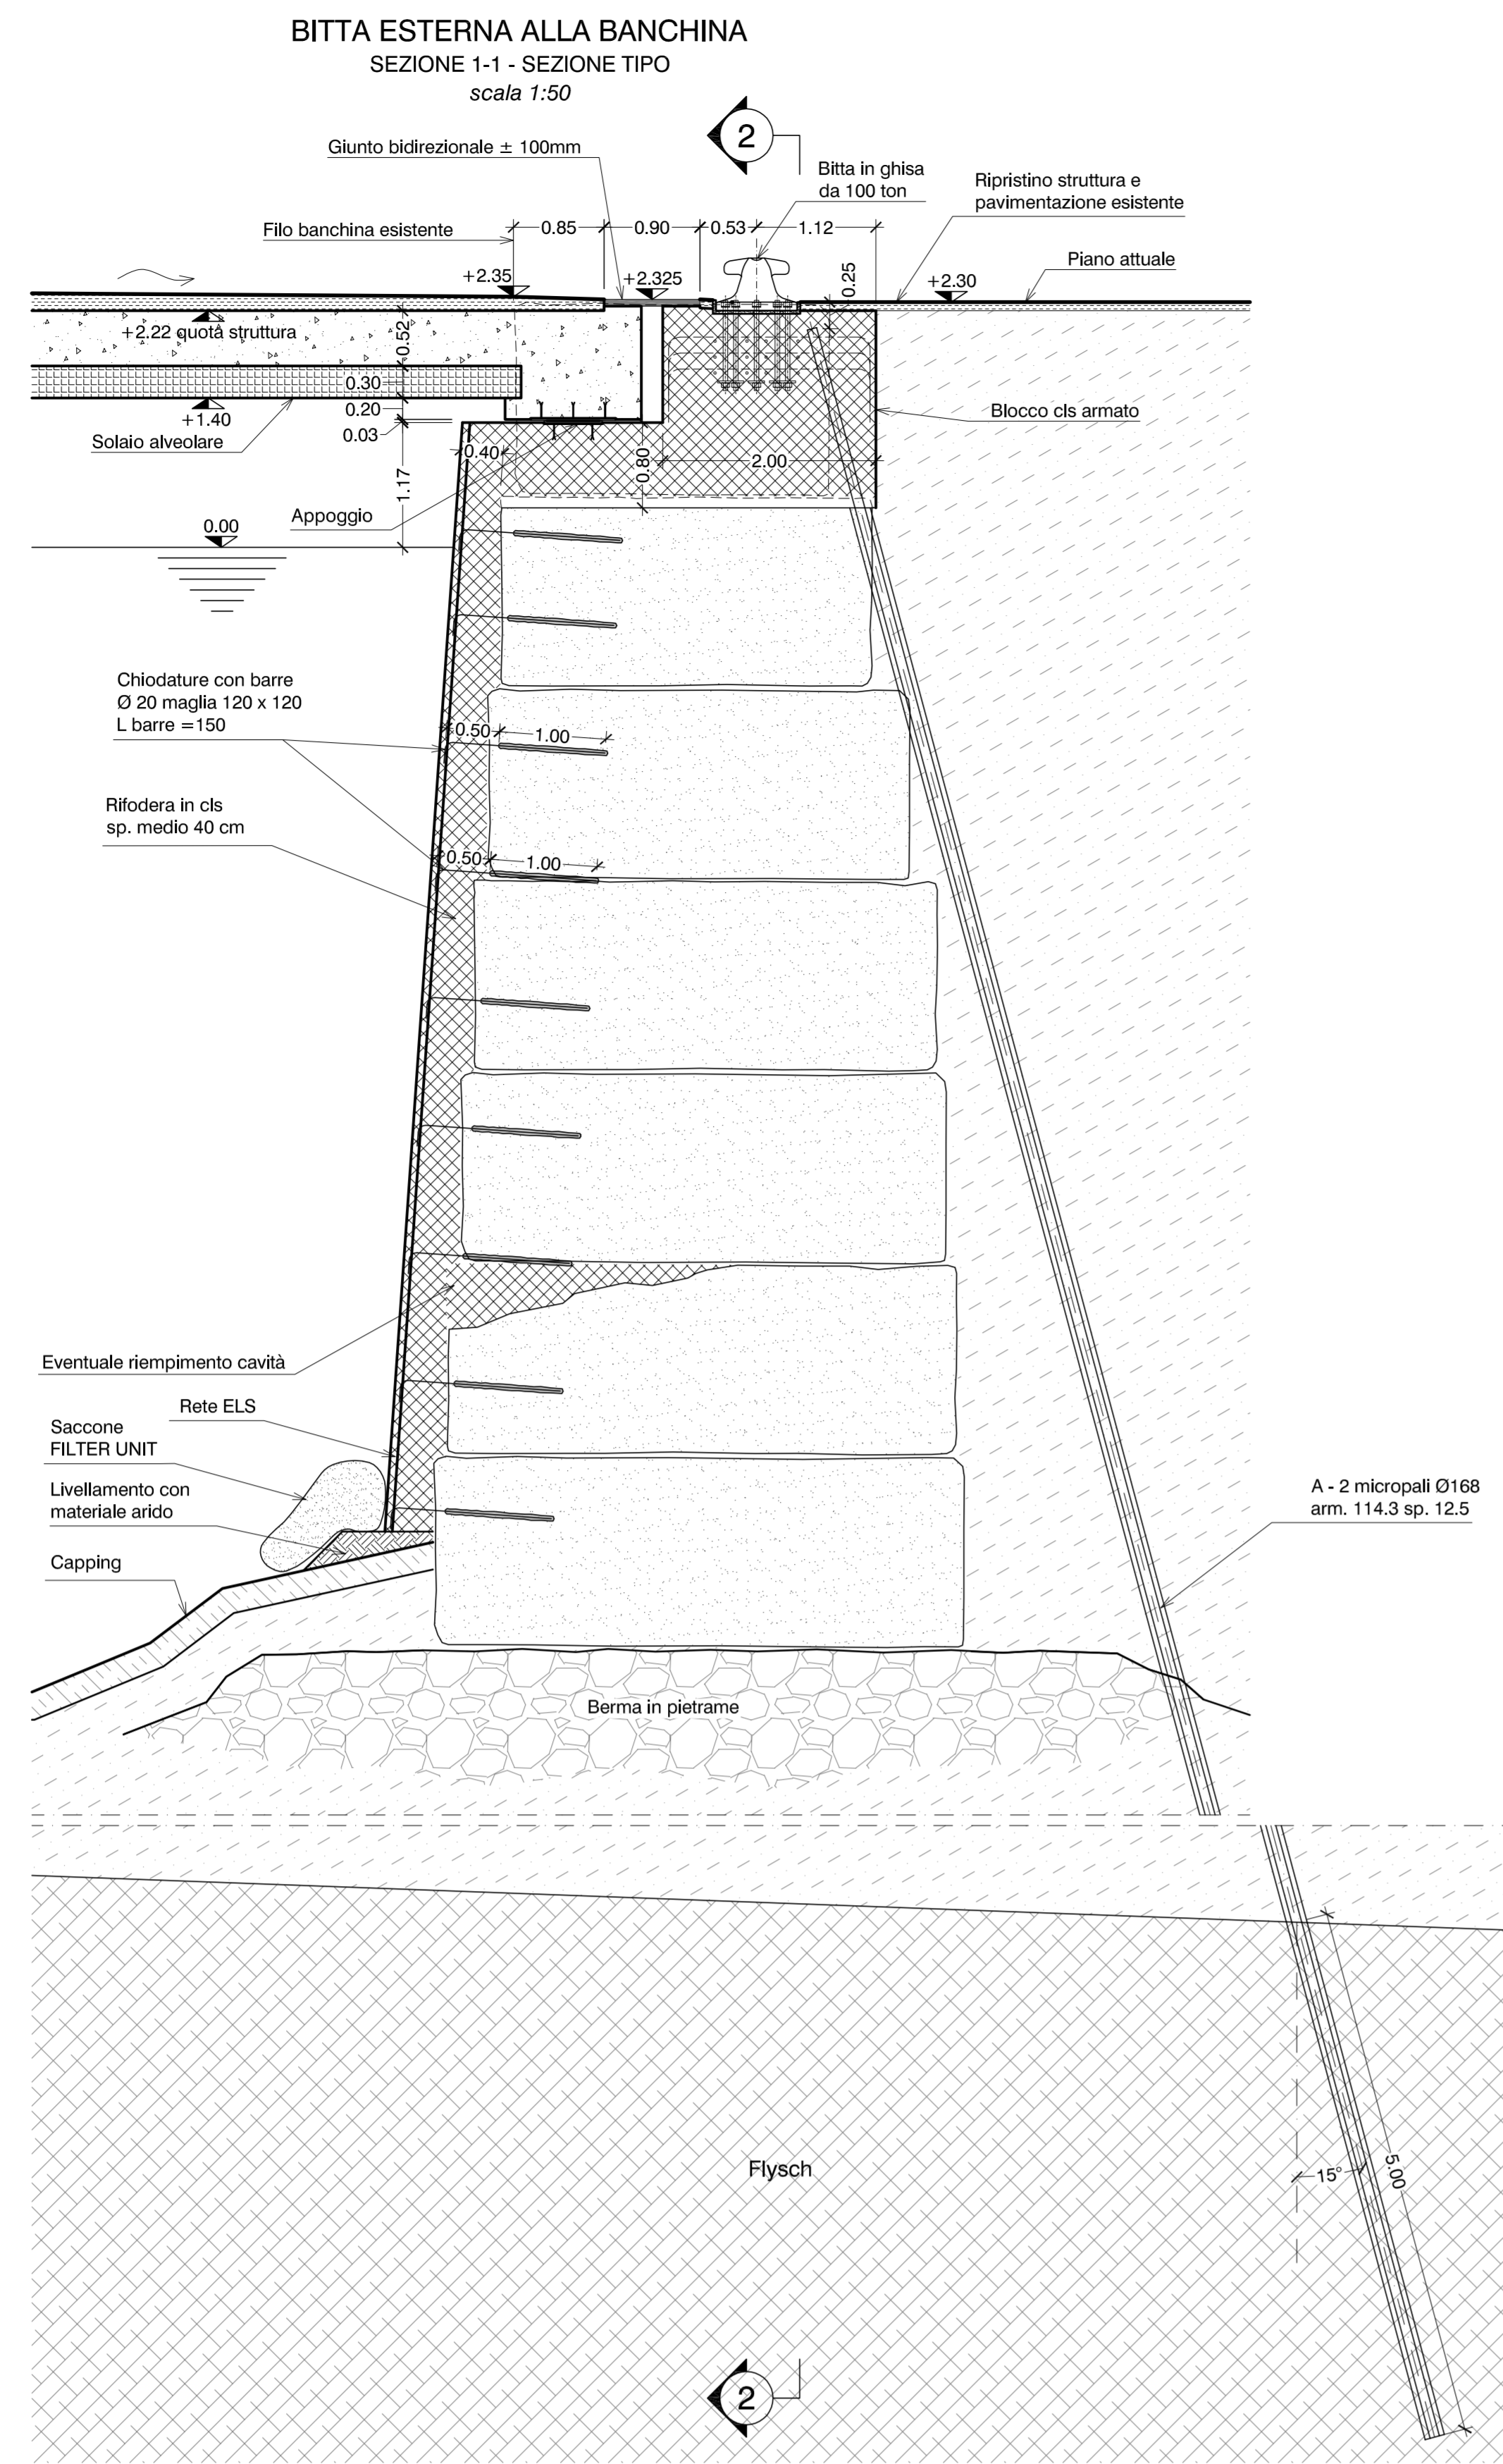 BITTA ESTERNA ALLA BANCHINA
SEZIONE 1-1 - SEZIONE TIPO
scala 1:50
2
Giunto bidirezionale ± 100mm
Bitta in ghisa
da 100 ton
Ripristino struttura e
pavimentazione esistente
Filo banchina esistente
0.85
0.90
0.53
1.12
Piano attuale
+2.35
+2.325
0.25
+2.30
+2.22 quota struttura
0.52
0.30
0.20
+1.40
0.03
Solaio alveolare
Blocco cls armato
0.40
0.80
2.00
1.17
Appoggio
0.00
Chiodature con barre
Ø 20 maglia 120 x 120
L barre =150
0.50
1.00
Rifodera in cls
sp. medio 40 cm
0.50
1.00
Eventuale riempimento cavità
Rete ELS
Saccone
FILTER UNIT
Livellamento con
materiale arido
Capping
A - 2 micropali Ø168
arm. 114.3 sp. 12.5
Berma in pietrame
Flysch
15°
5.00
2